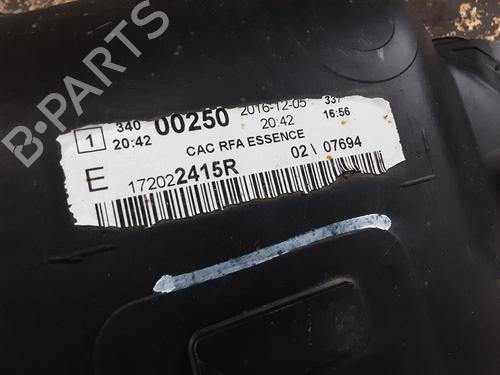 1 340 00250 2016-12-05 337
20:42 20:42 16:56
CAC RFA ESSENCE
E 172022415R 02\ 07694